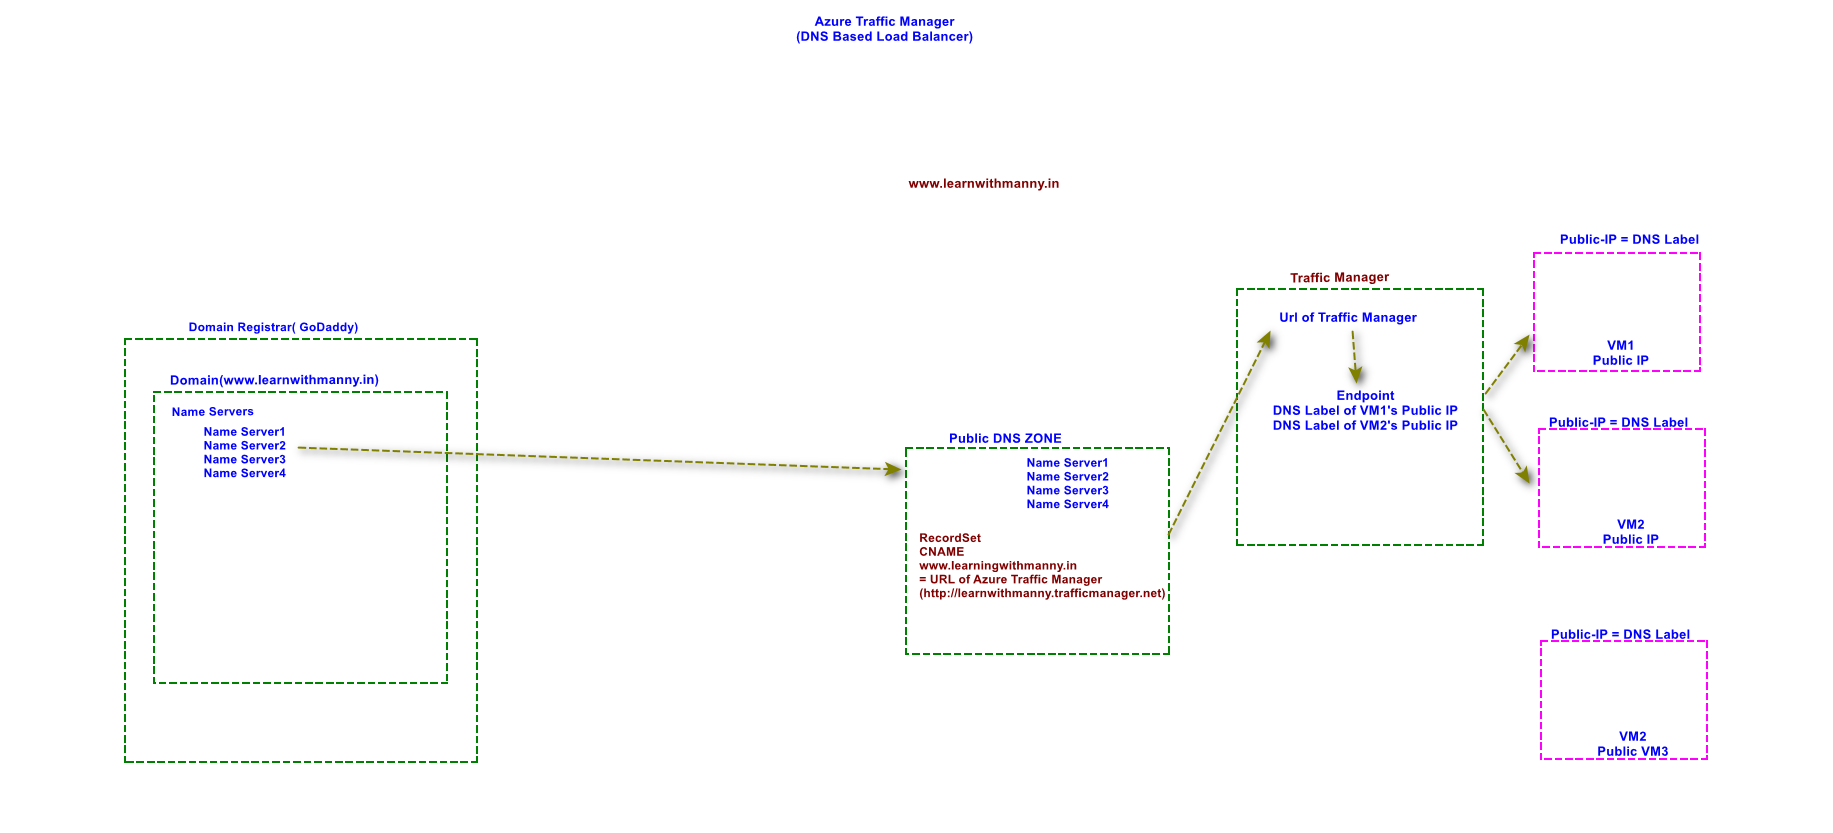 Azure Traffic Manager
(DNS Based Load Balancer)
www.learnwithmanny.in
Domain Registrar( GoDaddy)
Domain(www.learnwithmanny.in)
Name Servers
Name Server1
Name Server2
Name Server3
Name Server4
Public DNS ZONE
Name Server1
Name Server2
Name Server3
Name Server4
RecordSet
CNAME
www.learningwithmanny.in
= URL of Azure Traffic Manager
(http://learnwithmanny.trafficmanager.net)
Traffic Manager
Url of Traffic Manager
Endpoint
DNS Label of VM1's Public IP
DNS Label of VM2's Public IP
Public-IP = DNS Label
VM1
Public IP
Public-IP = DNS Label
VM2
Public IP
Public-IP = DNS Label
VM2
Public VM3